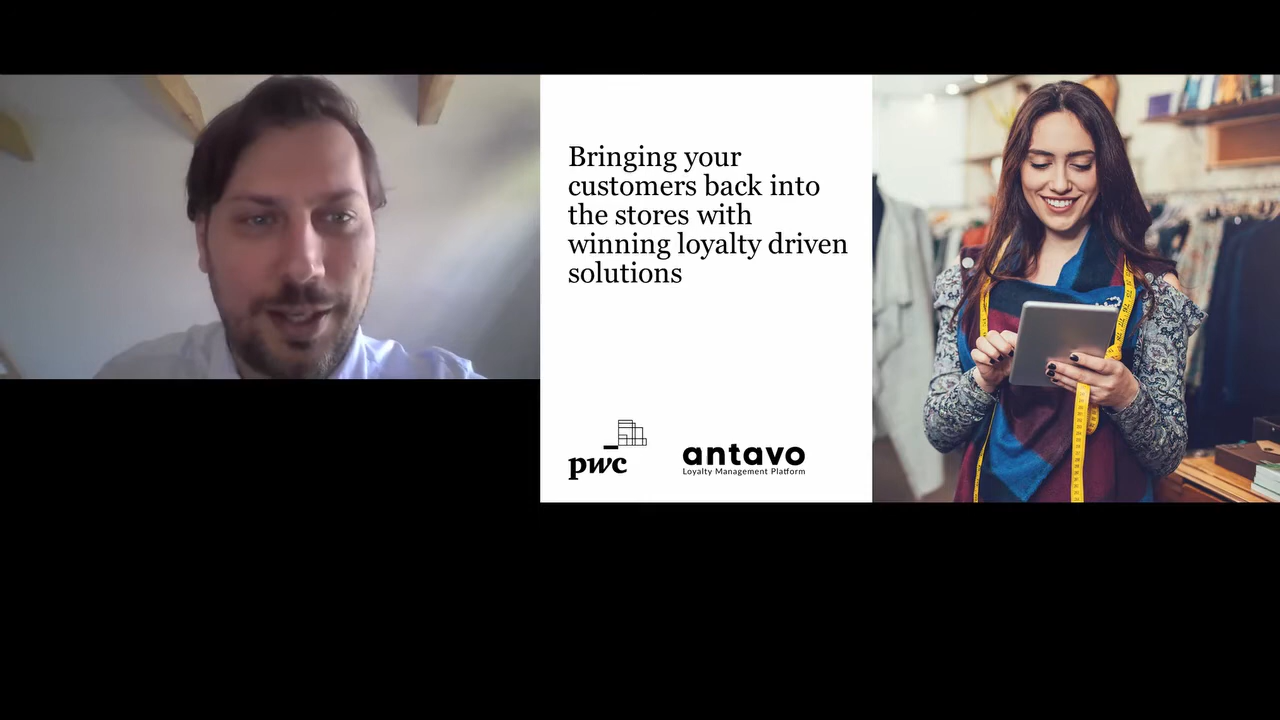 Bringing your
customers back into
the stores with
winning loyalty driven
solutions
pwc
antavo
Loyalty Management Platform